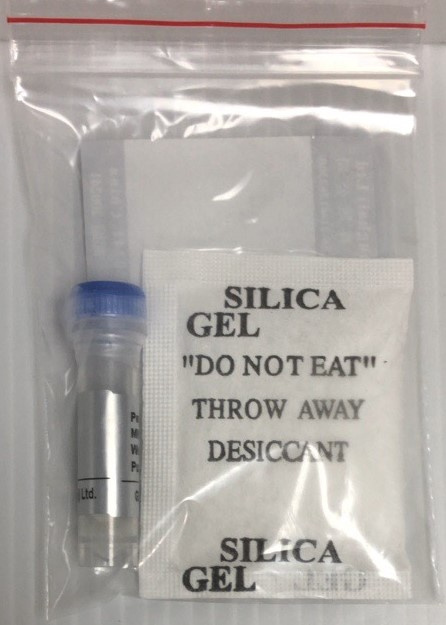 SILICA
GEL
"DO NOT EAT"
THROW AWAY
DESICCANT
SILICA
GEL
Ltd.